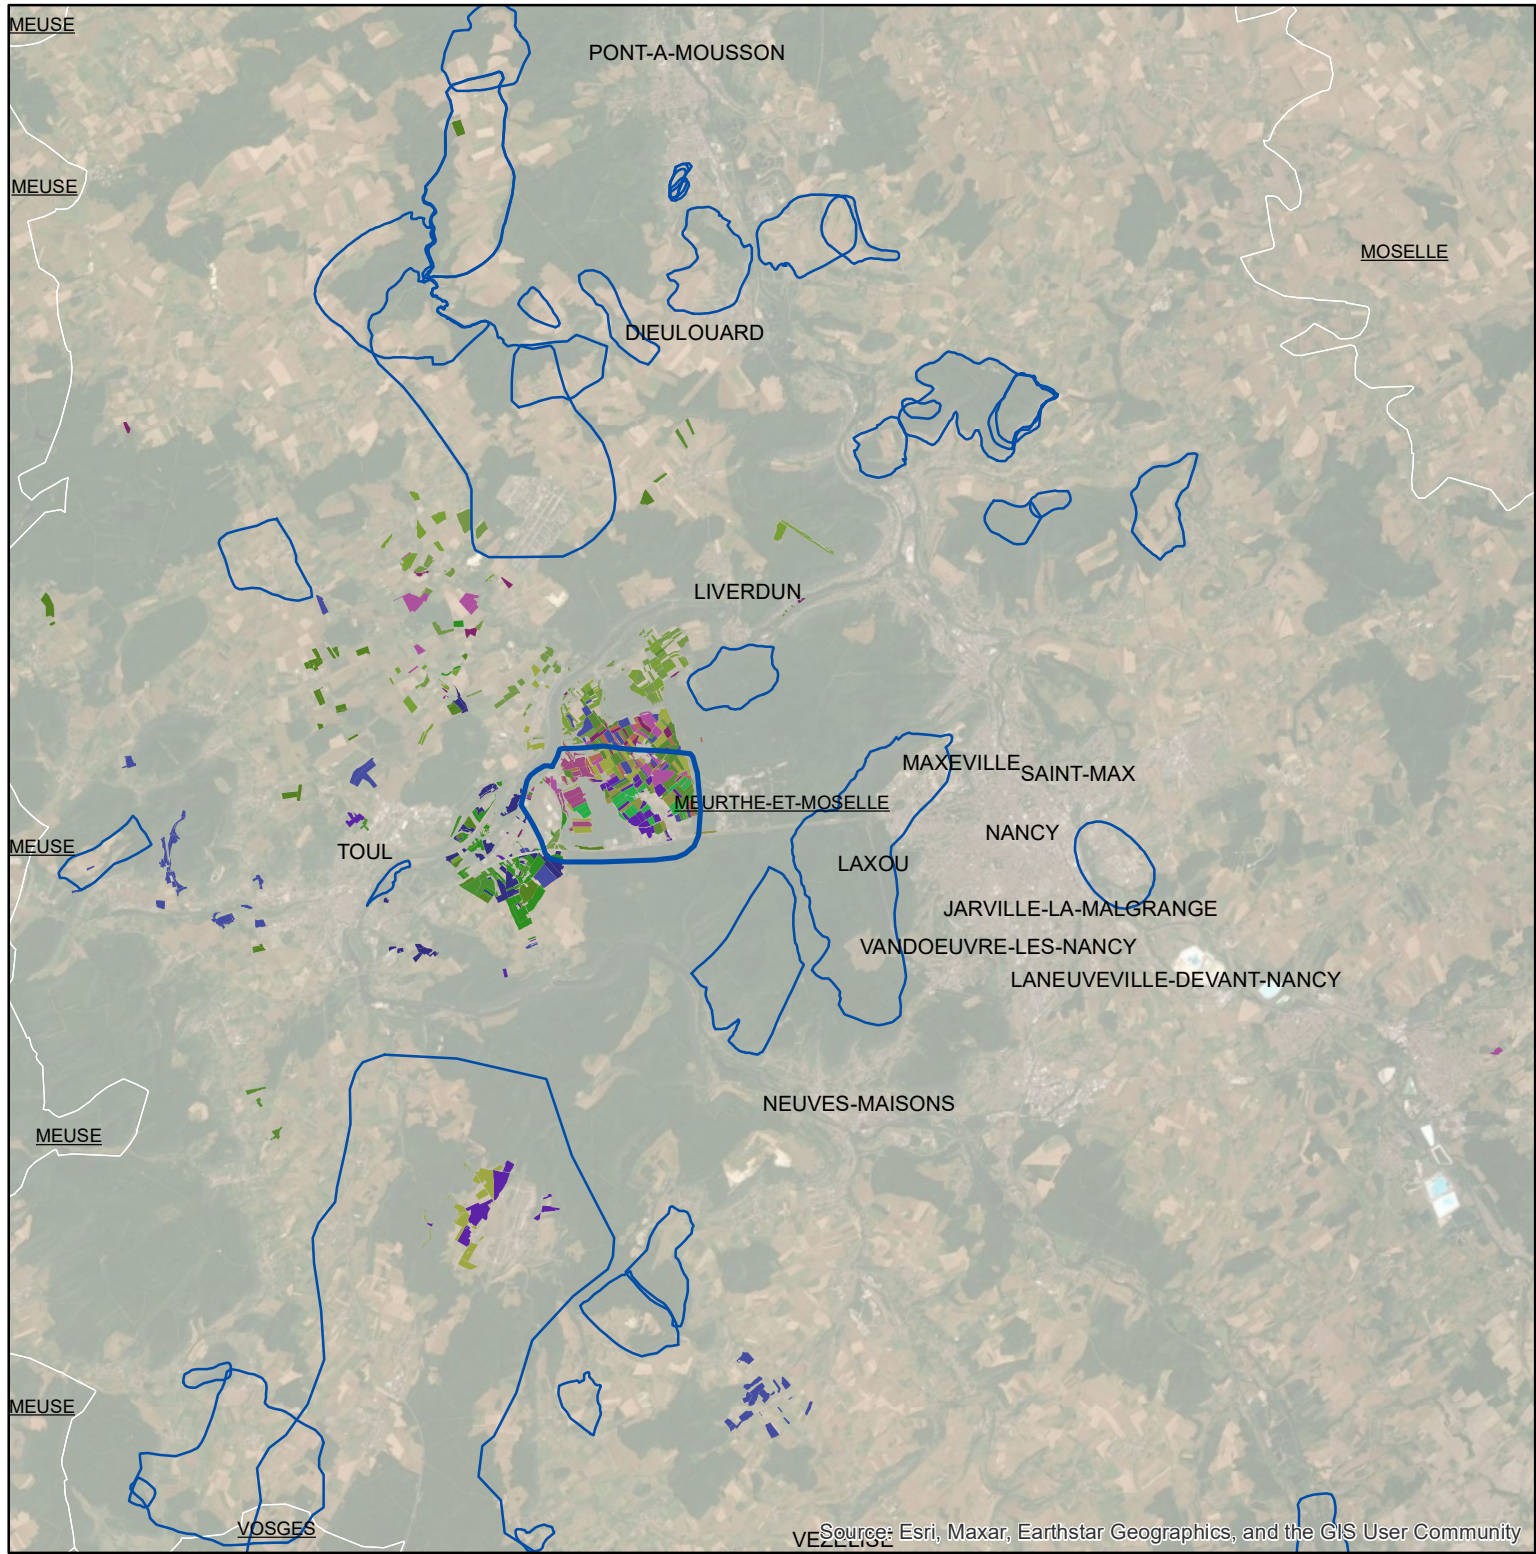 MEUSE
PONT-A-MOUSSON
MEUSE
MOSELLE
DIEULOUARD
LIVERDUN
MAXEVILLE
SAINT-MAX
MEURTHE-ET-MOSELLE
NANCY
MEUSE
TOUL
LAXOU
JARVILLE-LA-MALGRANGE
VANDOEUVRE-LES-NANCY
LANEUVEVILLE-DEVANT-NANCY
NEUVES-MAISONS
MEUSE
MEUSE
VOSGES
VEZELISE
Source: Esri, Maxar, Earthstar Geographics, and the GIS User Community